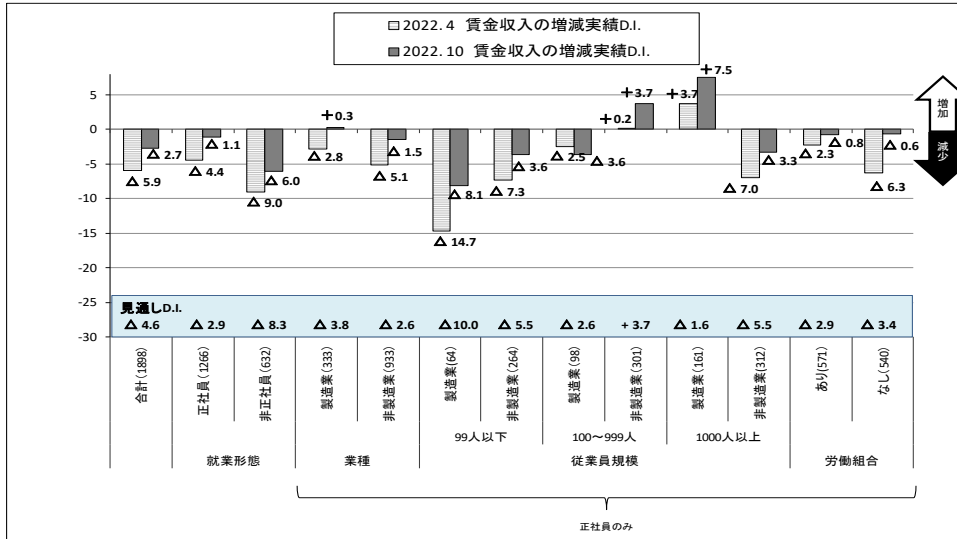 2022.4 賃金収入の増減実績D.I.
2022.10 賃金収入の増減実績D.I.
5
0
-5
-10
-15
-20
-25
-30
△ 5.9
△ 2.7
△ 4.4
△ 1.1
△ 9.0
△ 6.0
△ 2.8
+ 0.3
△ 5.1
△ 1.5
△ 14.7
△ 8.1
△ 7.3
△ 3.6
△ 2.5
△ 3.6
+ 0.2
+ 3.7
+ 3.7
+ 7.5
△ 7.0
△ 3.3
△ 2.3
△ 0.8
△ 6.3
△ 0.6
増加
減少
見通しD.I.
△ 4.6 △ 2.9 △ 8.3 △ 3.8 △ 2.6 △ 10.0 △ 5.5 △ 2.6 + 3.7 △ 1.6 △ 5.5 △ 2.9 △ 3.4
合計(1898)
正社員(1266)
非正社員(632)
製造業(333)
非製造業(933)
製造業(64)
非製造業(264)
製造業(98)
非製造業(301)
製造業(161)
非製造業(312)
あり(571)
なし(540)
99人以下 100～999人 1000人以上
就業形態 業種 従業員規模 労働組合
正社員のみ